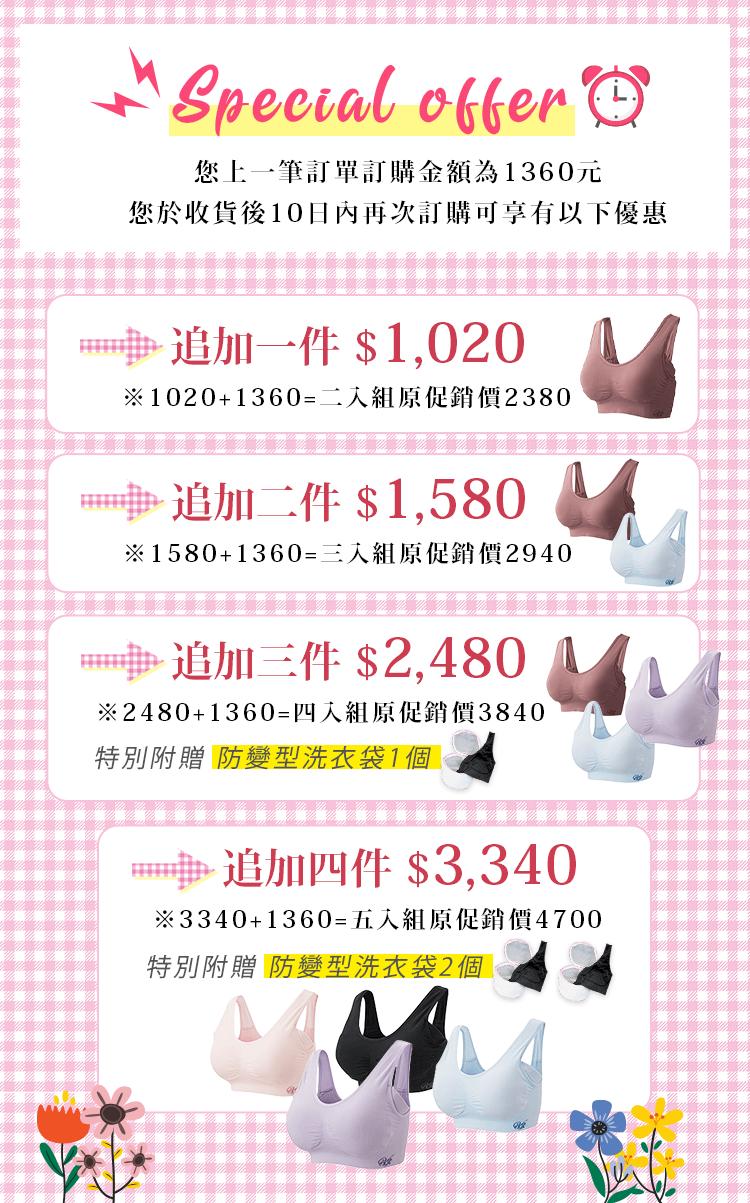 Special offer
您上一筆訂單訂購金額為1360元
您於收貨後10日內再次訂購可享有以下優惠
追加一件 $1,020
※1020+1360=二入組原促銷價2380
追加二件 $1,580
※1580+1360=三入組原促銷價2940
追加三件 $2,480
※2480+1360=四入組原促銷價3840
特別附贈 防變型洗衣袋1個
追加四件 $3,340
※3340+1360=五入組原促銷價4700
特別附贈 防變型洗衣袋2個